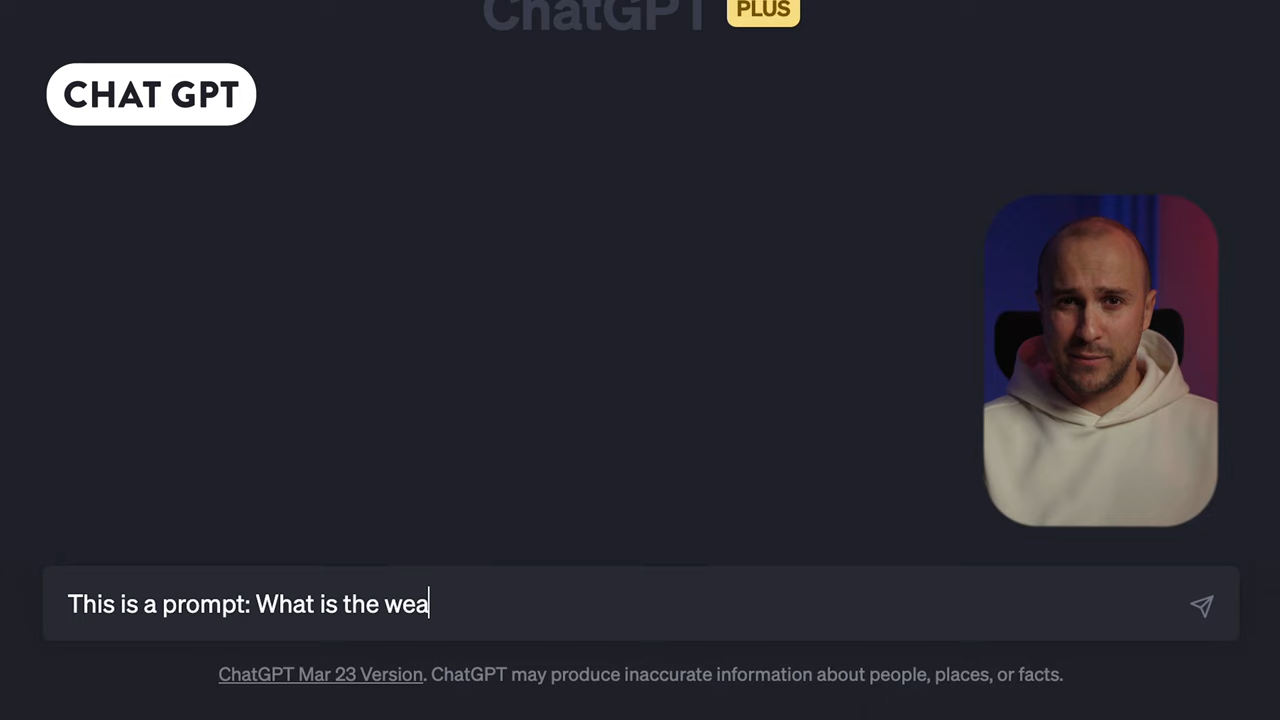 ChatGPT PLUS
CHAT GPT
This is a prompt: What is the wea
ChatGPT Mar 23 Version. ChatGPT may produce inaccurate information about people, places, or facts.